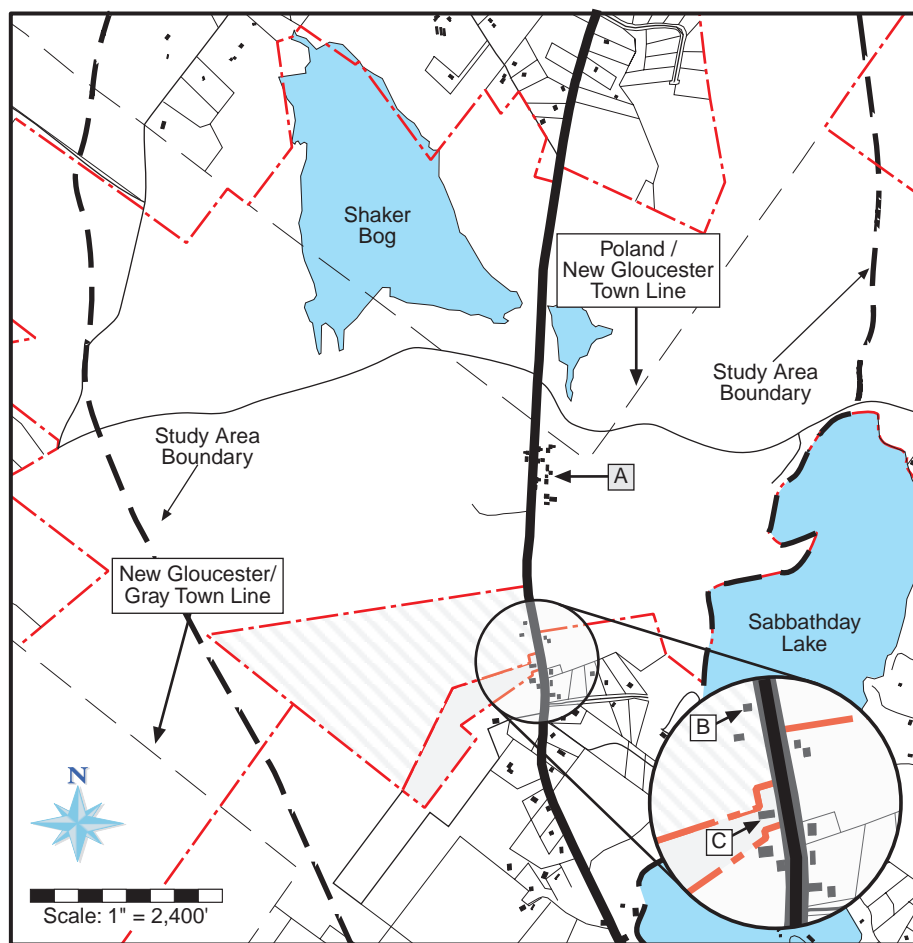 Shaker
Bog
Poland /
New Gloucester
Town Line
Study Area
Boundary
Study Area
Boundary
A
New Gloucester/
Gray Town Line
Sabbathday
Lake
B
C
N
Scale: 1" = 2,400'